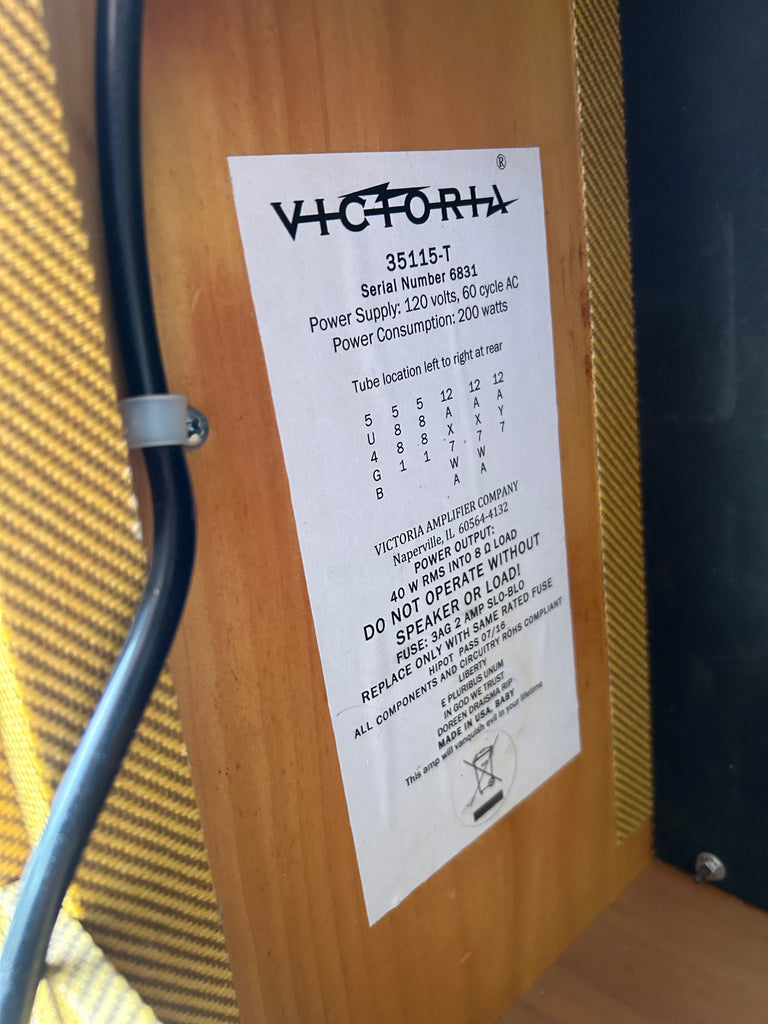 VICTORIA®
35115-T
Serial Number 6831
Power Supply: 120 volts, 60 cycle AC
Power Consumption: 200 watts
Tube location left to right at rear
5 5 5 12 12 12
U 8 8 A A A
4 8 8 X X Y
G 1 1 7 7 7
B W W
A A
VICTORIA AMPLIFIER COMPANY
Naperville, IL 60564-4132
POWER OUTPUT:
40 W RMS INTO 8 Ω LOAD
DO NOT OPERATE WITHOUT
SPEAKER OR LOAD!
FUSE: 3AG 2 AMP SLO-BLO
REPLACE ONLY WITH SAME RATED FUSE
HIPOT PASS 07/16
ALL COMPONENTS AND CIRCUITRY ROHS COMPLIANT
LIBERTY
E PLURIBUS UNUM
IN GOD WE TRUST
DOREEN DRAISMA RIP
MADE IN USA, BABY
This amp will vanquish evil in your lifetime